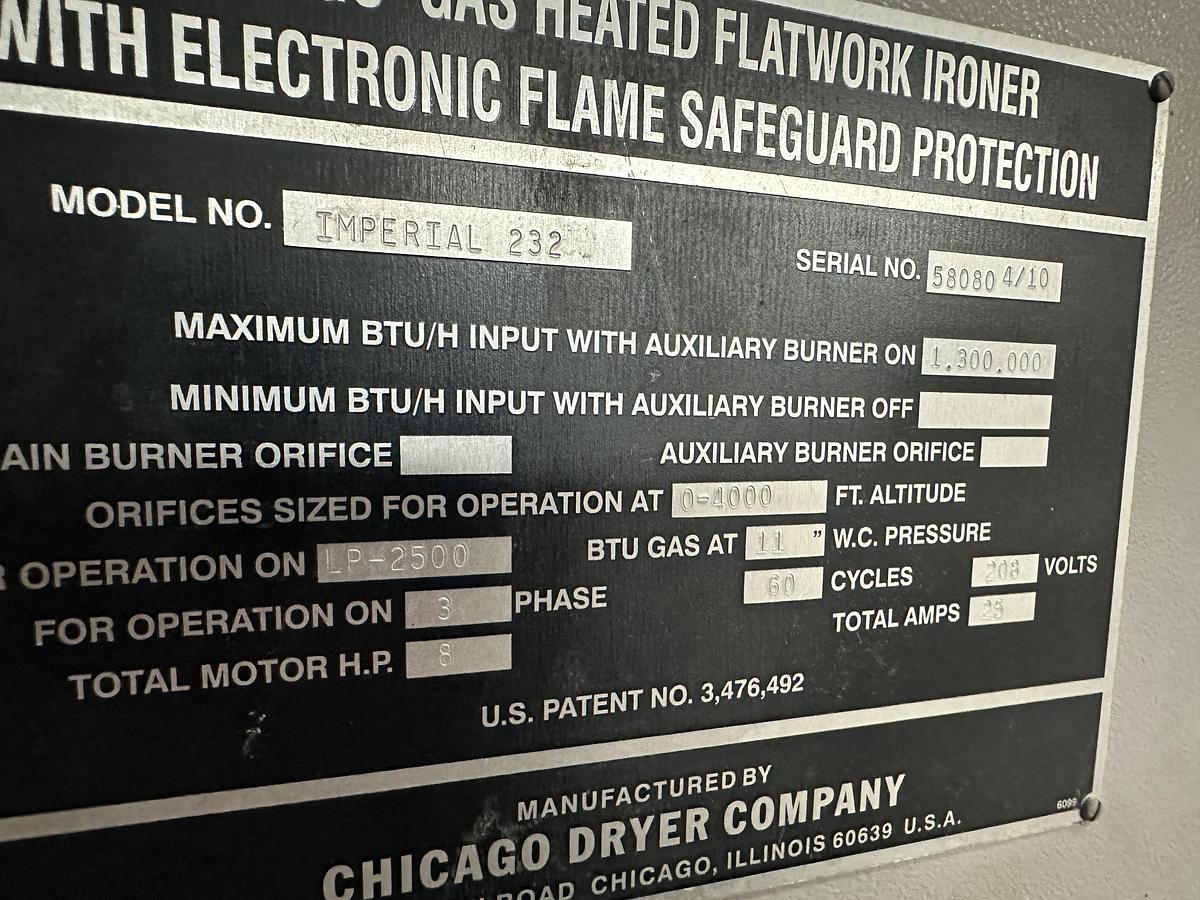 GAS HEATED FLATWORK IRONER
WITH ELECTRONIC FLAME SAFEGUARD PROTECTION
MODEL NO. IMPERIAL 232
SERIAL NO. 58080 4/10
MAXIMUM BTU/H INPUT WITH AUXILIARY BURNER ON 1,300,000
MINIMUM BTU/H INPUT WITH AUXILIARY BURNER OFF
AIN BURNER ORIFICE AUXILIARY BURNER ORIFICE
ORIFICES SIZED FOR OPERATION AT 0-4000 FT. ALTITUDE
R OPERATION ON LP-2500 BTU GAS AT 11 " W.C. PRESSURE
FOR OPERATION ON 3 PHASE 60 CYCLES 208 VOLTS
TOTAL MOTOR H.P. 8 TOTAL AMPS 25
U.S. PATENT NO. 3,476,492
MANUFACTURED BY
CHICAGO DRYER COMPANY
ROAD CHICAGO, ILLINOIS 60639 U.S.A.